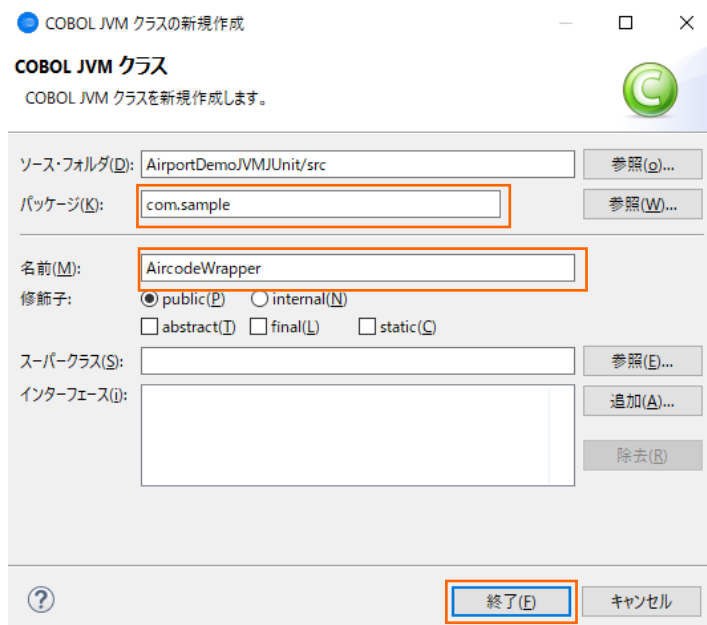 COBOL JVM クラスの新規作成
COBOL JVM クラス
COBOL JVM クラスを新規作成します。
ソース・フォルダ(D): AirportDemoJVMJUnit/src 参照(o)...
パッケージ(K): com.sample 参照(W)...
名前(M): AircodeWrapper
修飾子: public(P) internal(N)
abstract(T) final(L) static(C)
スーパークラス(S): 参照(E)...
インターフェース(i): 追加(A)...
除去(R)
終了(F) キャンセル